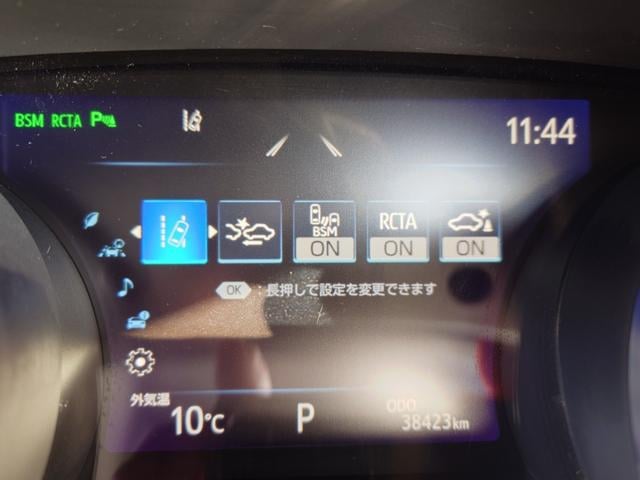 BSM RCTA P
11:44
BSM
ON
RCTA
ON
ON
OK : 長押しで設定を変更できます
外気温
10℃
P
ODO
38423km